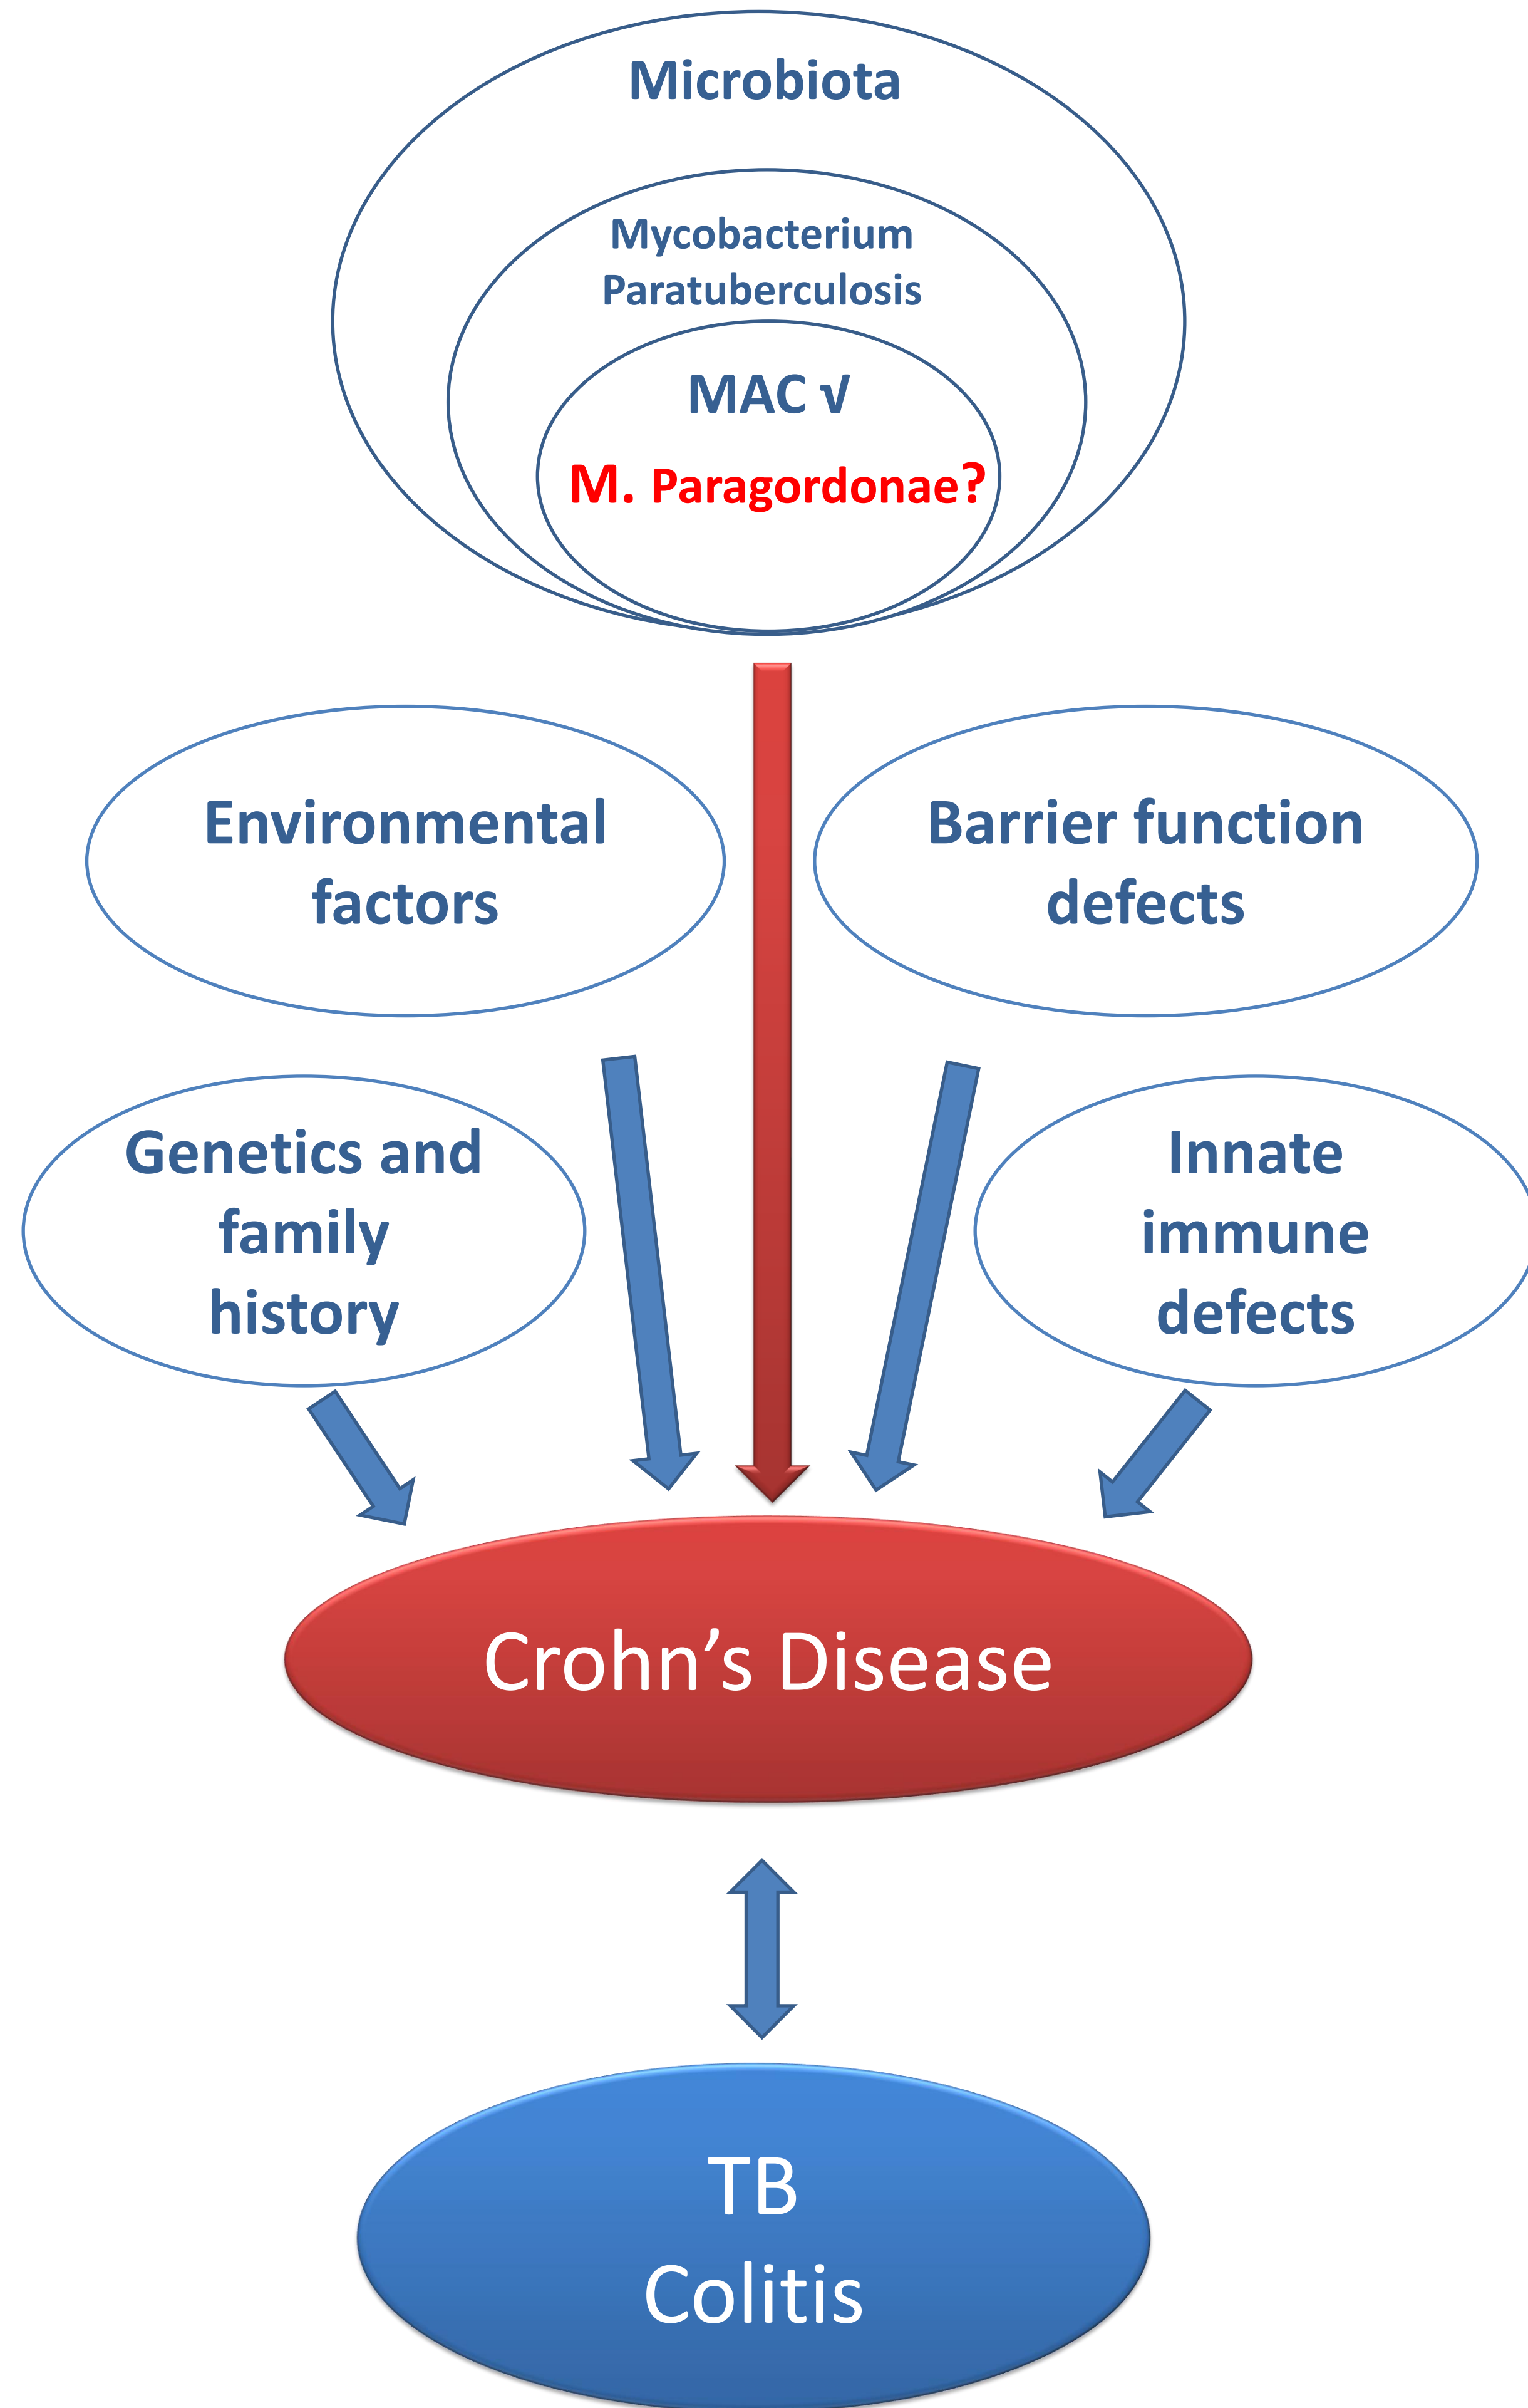 Microbiota
Mycobacterium
Paratuberculosis
MAC √
M. Paragordonae?
Environmental
factors
Barrier function
defects
Genetics and
family
history
Innate
immune
defects
Crohn’s Disease
TB
Colitis